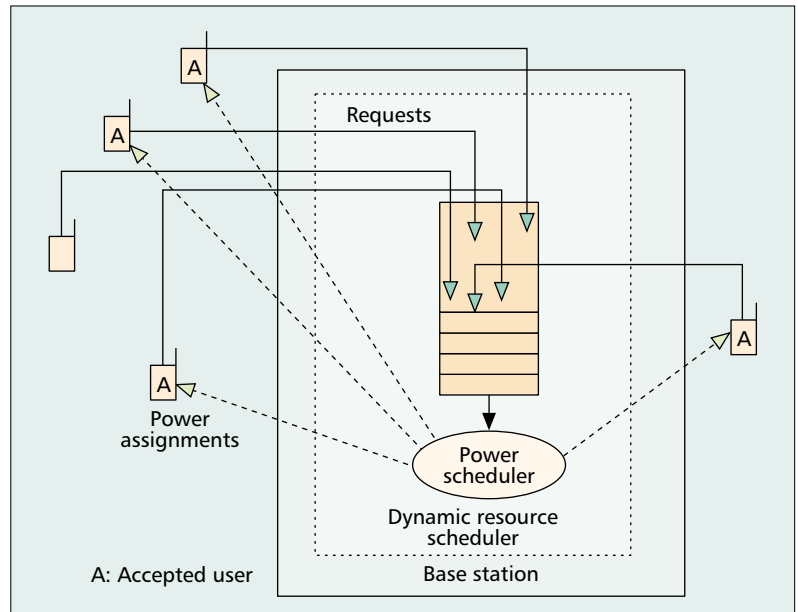 A
Requests
A
A
A
Power
assignments
Power
scheduler
Dynamic resource
scheduler
A: Accepted user
Base station